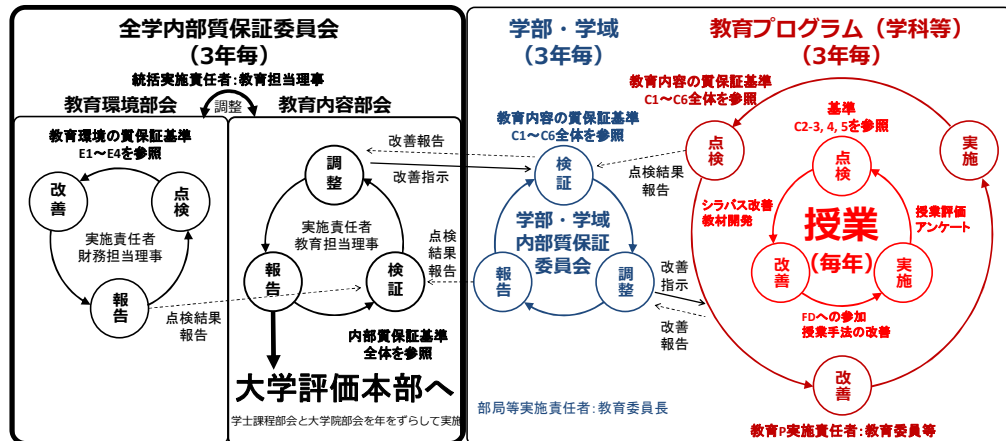 全学内部質保証委員会
（3年毎）
統括実施責任者：教育担当理事
教育環境部会
調整
教育内容部会
教育環境の質保証基準
E1～E4を参照
改善
点検
実施責任者
財務担当理事
報告
点検結果
報告
調整
実施責任者
教育担当理事
報告
検証
内部質保証基準
全体を参照
大学評価本部へ
学士課程部会と大学院部会を年をずらして実施
改善報告
改善指示
点検
結果
報告
学部・学域
（3年毎）
教育内容の質保証基準
C1～C6全体を参照
検証
学部・学域
内部質保証
委員会
報告
調整
点検結果
報告
改善
指示
改善
報告
部局等実施責任者：教育委員長
教育プログラム（学科等）
（3年毎）
教育内容の質保証基準
C1～C6全体を参照
点検
実施
改善
基準
C2-3, 4, 5を参照
点検
シラバス改善
教材開発
授業評価
アンケート
授業
（毎年）
改善
実施
FDへの参加
授業手法の改善
教育P実施責任者：教育委員等